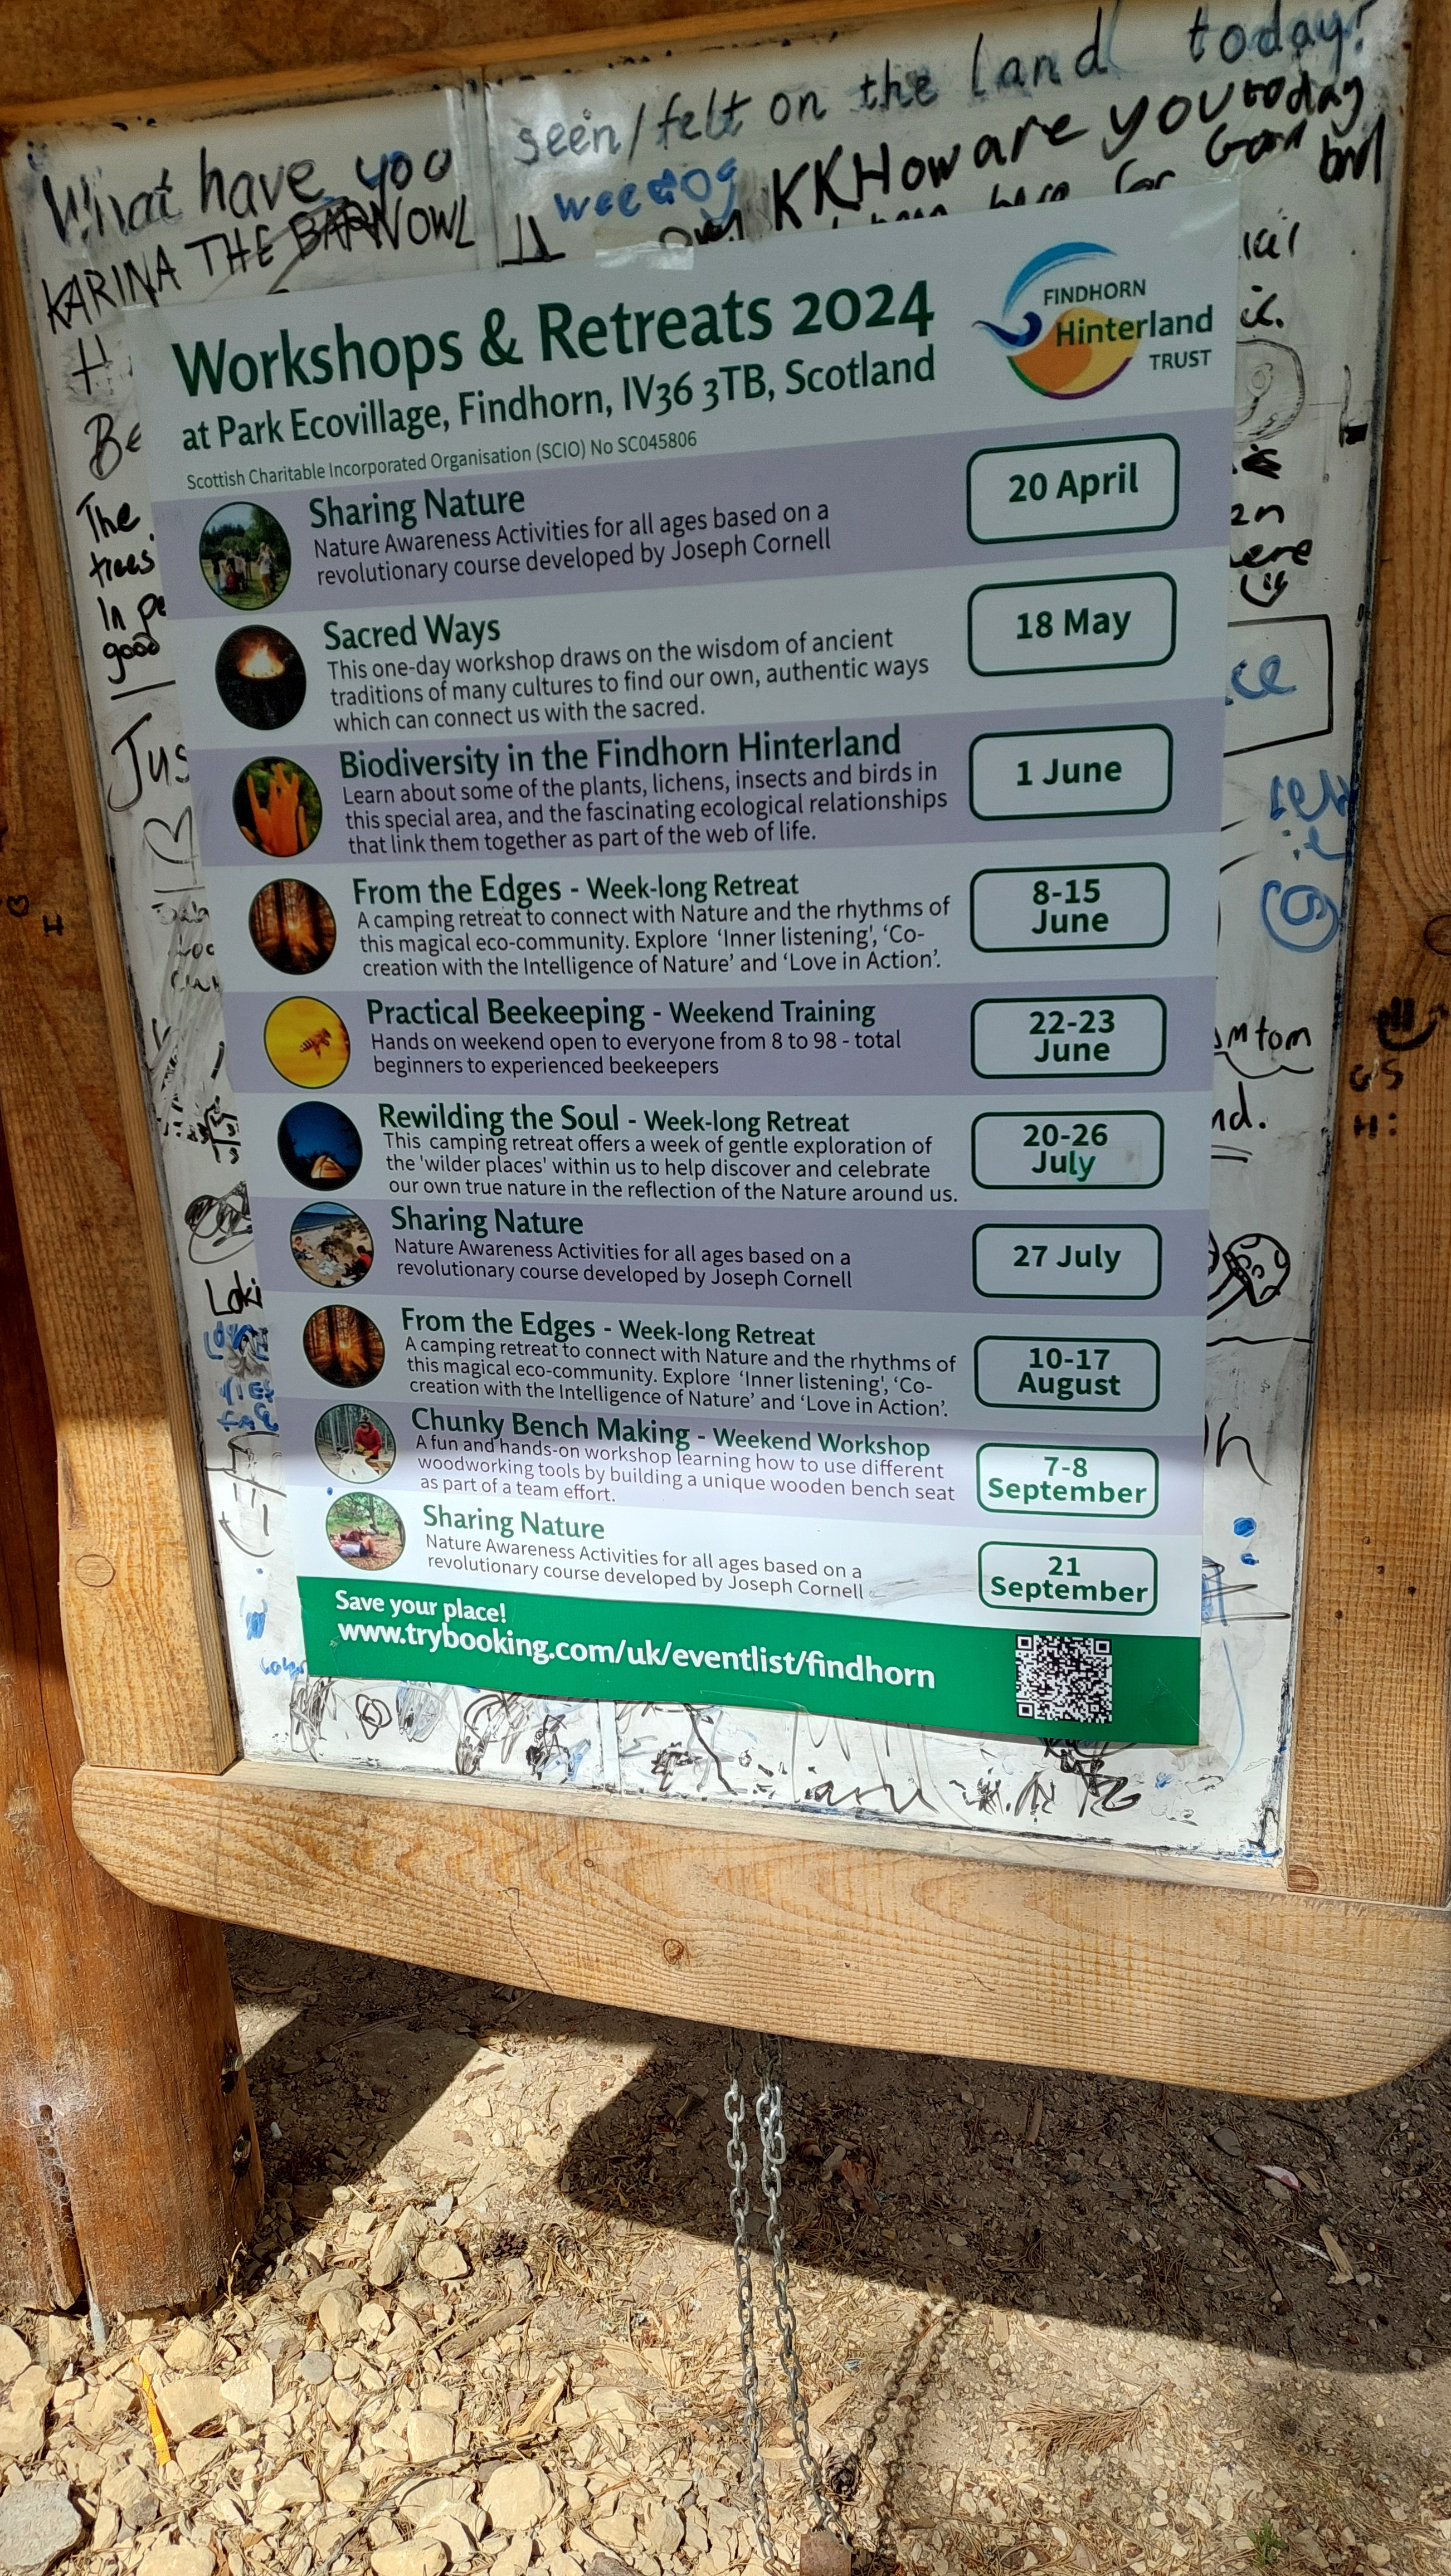 What have you seen/felt on the land today?
KARINA THE BARN OWL
KK How are you today
Workshops & Retreats 2024
at Park Ecovillage, Findhorn, IV36 3TB, Scotland
Scottish Charitable Incorporated Organisation (SCIO) No SC045806
FINDHORN
Hinterland
TRUST
Sharing Nature
Nature Awareness Activities for all ages based on a
revolutionary course developed by Joseph Cornell
20 April
Sacred Ways
This one-day workshop draws on the wisdom of ancient
traditions of many cultures to find our own, authentic ways
which can connect us with the sacred.
18 May
Biodiversity in the Findhorn Hinterland
Learn about some of the plants, lichens, insects and birds in
this special area, and the fascinating ecological relationships
that link them together as part of the web of life.
1 June
From the Edges - Week-long Retreat
A camping retreat to connect with Nature and the rhythms of
this magical eco-community. Explore ‘Inner listening', ‘Co-
creation with the Intelligence of Nature’ and ‘Love in Action’.
8-15
June
Practical Beekeeping - Weekend Training
Hands on weekend open to everyone from 8 to 98 - total
beginners to experienced beekeepers
22-23
June
Rewilding the Soul - Week-long Retreat
This camping retreat offers a week of gentle exploration of
the 'wilder places' within us to help discover and celebrate
our own true nature in the reflection of the Nature around us.
20-26
July
Sharing Nature
Nature Awareness Activities for all ages based on a
revolutionary course developed by Joseph Cornell
27 July
From the Edges - Week-long Retreat
A camping retreat to connect with Nature and the rhythms of
this magical eco-community. Explore ‘Inner listening', ‘Co-
creation with the Intelligence of Nature’ and ‘Love in Action’.
10-17
August
Chunky Bench Making - Weekend Workshop
A fun and hands-on workshop learning how to use different
woodworking tools by building a unique wooden bench seat
as part of a team effort.
7-8
September
Sharing Nature
Nature Awareness Activities for all ages based on a
revolutionary course developed by Joseph Cornell
21
September
Save your place!
www.trybooking.com/uk/eventlist/findhorn
The
trees
good
Loki